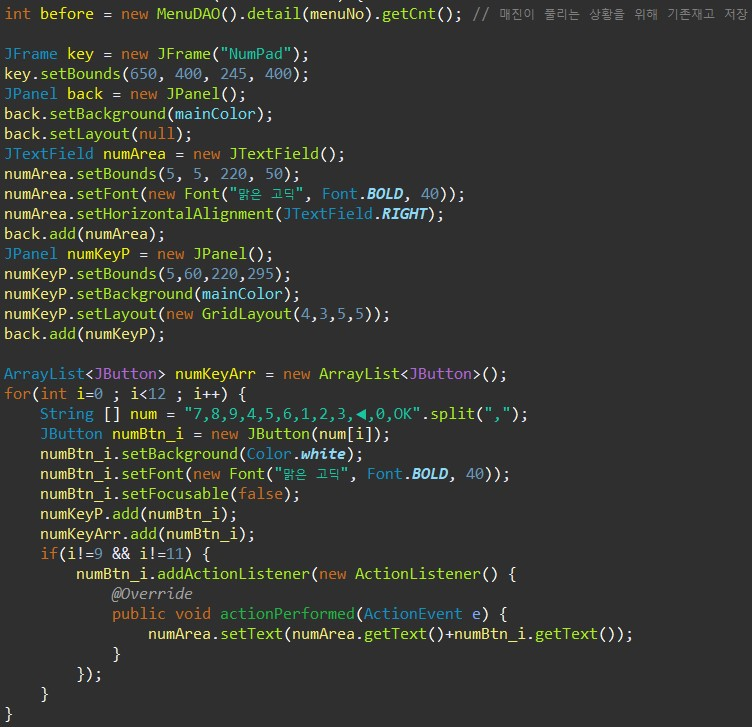 int before = new MenuDAO().detail(menuNo).getCnt(); // 매진이 풀리는 상황을 위해 기존재고 저장

JFrame key = new JFrame("NumPad");
key.setBounds(650, 400, 245, 400);
JPanel back = new JPanel();
back.setBackground(mainColor);
back.setLayout(null);
JTextField numArea = new JTextField();
numArea.setBounds(5, 5, 220, 50);
numArea.setFont(new Font("맑은 고딕", Font.BOLD, 40));
numArea.setHorizontalAlignment(JTextField.RIGHT);
back.add(numArea);
JPanel numKeyP = new JPanel();
numKeyP.setBounds(5,60,220,295);
numKeyP.setBackground(mainColor);
numKeyP.setLayout(new GridLayout(4,3,5,5));
back.add(numKeyP);

ArrayList<JButton> numKeyArr = new ArrayList<JButton>();
for(int i=0 ; i<12 ; i++) {
    String [] num = "7,8,9,4,5,6,1,2,3,◀,0,OK".split(",");
    JButton numBtn_i = new JButton(num[i]);
    numBtn_i.setBackground(Color.white);
    numBtn_i.setFont(new Font("맑은 고딕", Font.BOLD, 40));
    numBtn_i.setFocusable(false);
    numKeyP.add(numBtn_i);
    numKeyArr.add(numBtn_i);
    if(i!=9 && i!=11) {
        numBtn_i.addActionListener(new ActionListener() {
            @Override
            public void actionPerformed(ActionEvent e) {
                numArea.setText(numArea.getText()+numBtn_i.getText());
            }
        });
    }
}